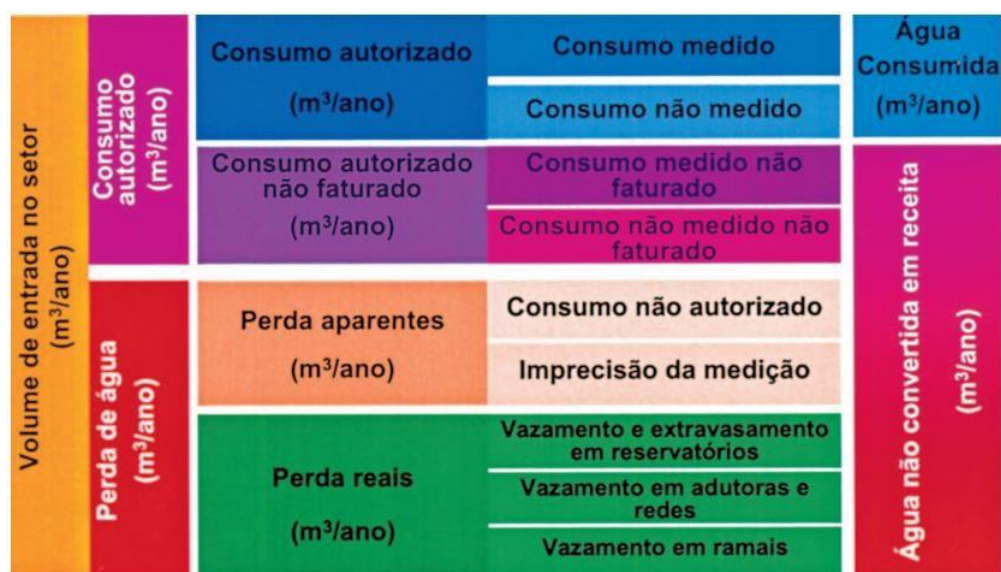 Volume de entrada no setor
(m³/ano)
Consumo
autorizado
(m³/ano)
Consumo autorizado
(m³/ano)
Consumo medido
Consumo não medido
Água
Consumida
(m³/ano)
Consumo autorizado
não faturado
(m³/ano)
Consumo medido não
faturado
Consumo não medido não
faturado
Perda de água
(m³/ano)
Perda aparentes
(m³/ano)
Consumo não autorizado
Imprecisão da medição
Perda reais
(m³/ano)
Vazamento e extravasamento
em reservatórios
Vazamento em adutoras e
redes
Vazamento em ramais
Água não convertida em receita
(m³/ano)